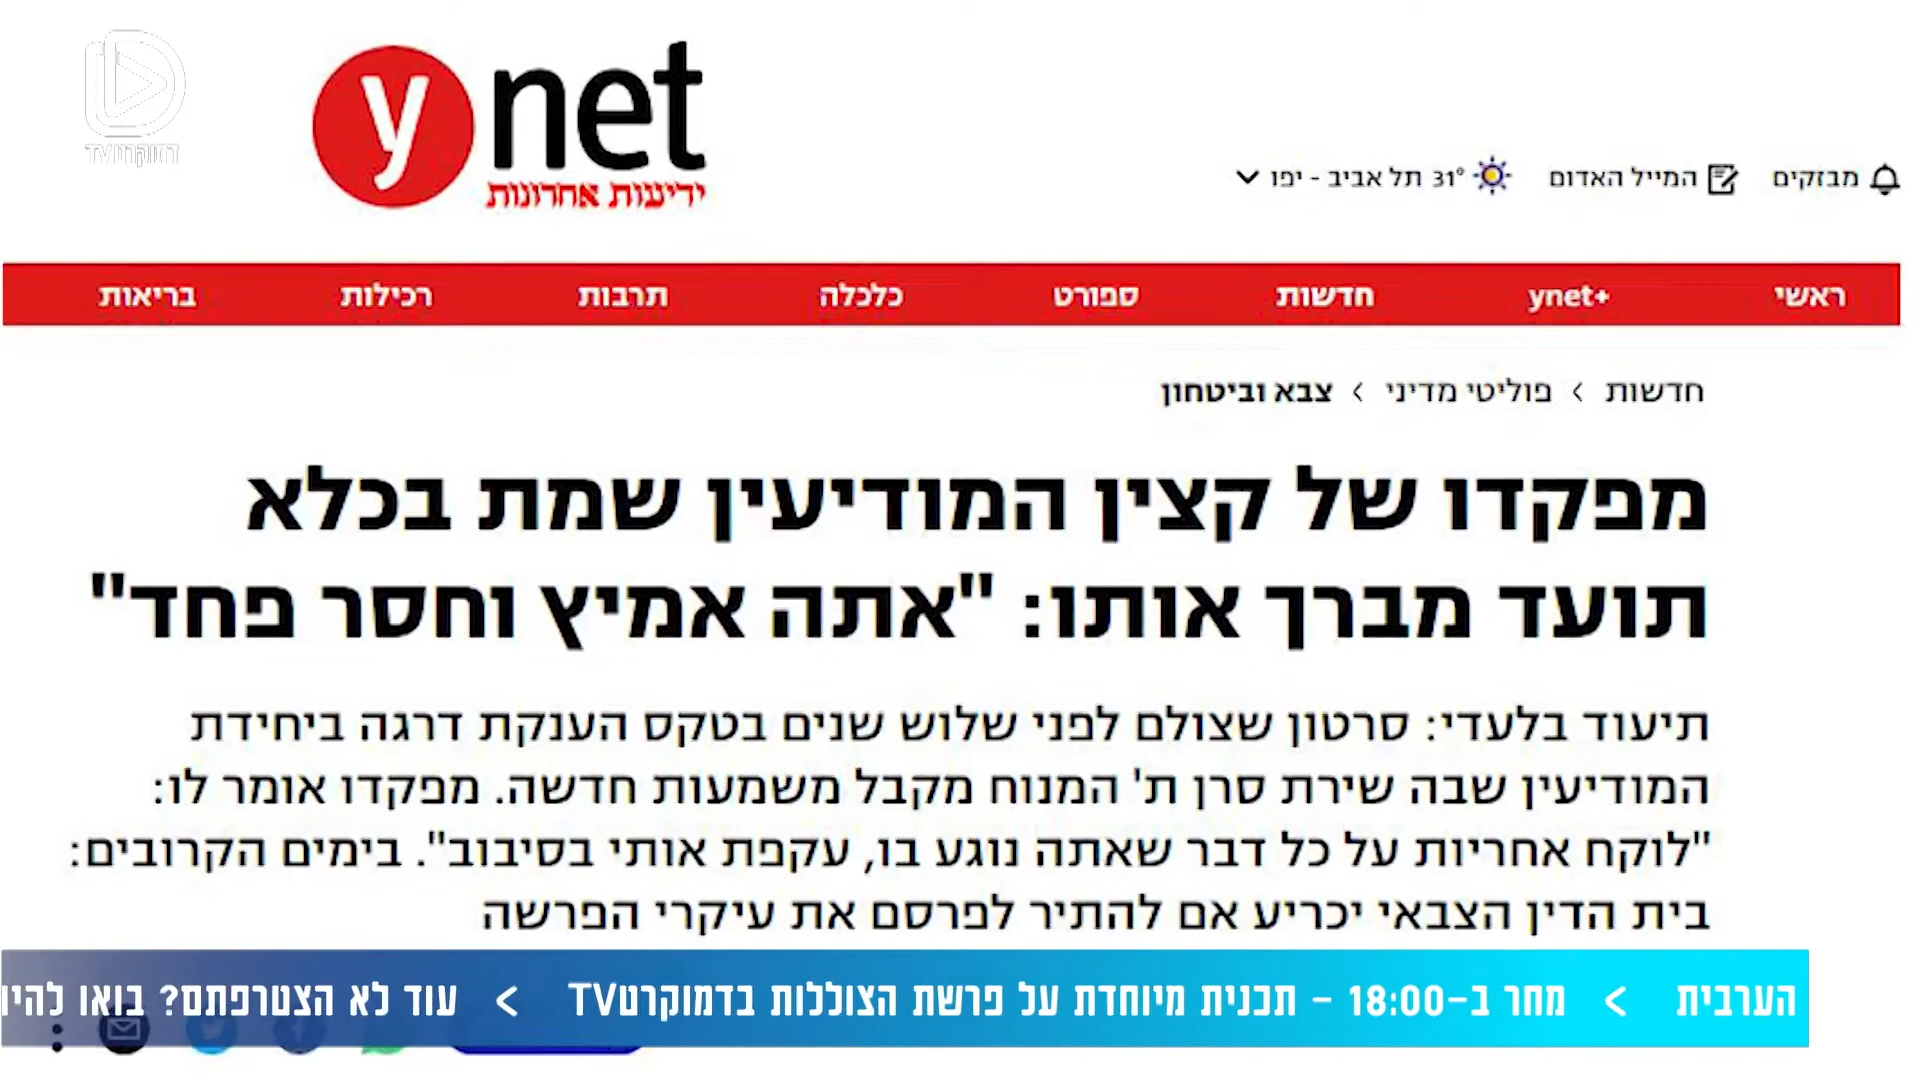 דמוקרטTV
ynet
ידיעות אחרונות
מבזקים
המייל האדום
31° תל אביב - יפו
ראשי ynet+ חדשות ספורט כלכלה תרבות רכילות בריאות
חדשות > פוליטי מדיני > צבא וביטחון
מפקדו של קצין המודיעין שמת בכלא
תועד מברך אותו: "אתה אמיץ וחסר פחד"
תיעוד בלעדי: סרטון שצולם לפני שלוש שנים בטקס הענקת דרגה ביחידת
המודיעין שבה שירת סרן ת' המנוח מקבל משמעות חדשה. מפקדו אומר לו:
"לוקח אחריות על כל דבר שאתה נוגע בו, עקפת אותי בסיבוב". בימים הקרובים:
בית הדין הצבאי יכריע אם להתיר לפרסם את עיקרי הפרשה
הערבית > מחר ב-18:00 - תכנית מיוחדת על פרשת הצוללות בדמוקרטTV > עוד לא הצטרפתם? בואו